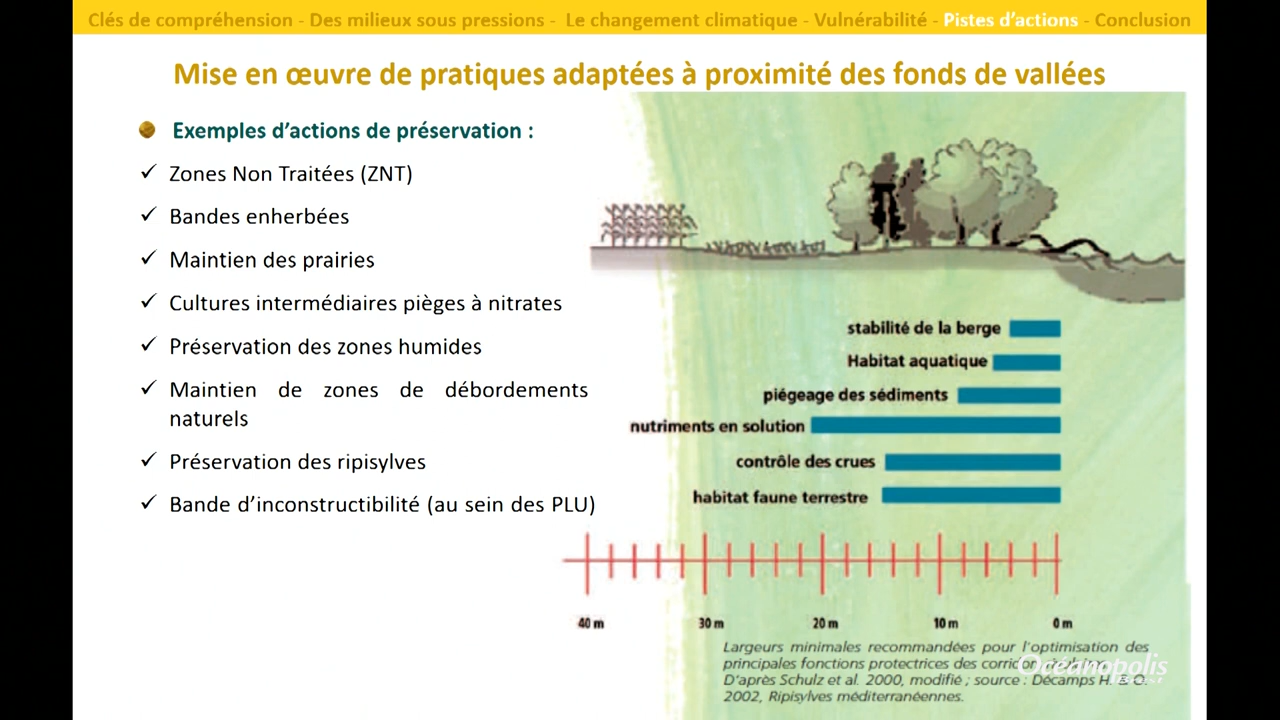 Clés de compréhension - Des milieux sous pressions - Le changement climatique - Vulnérabilité - Pistes d'actions - Conclusion
Mise en œuvre de pratiques adaptées à proximité des fonds de vallées
Exemples d'actions de préservation :
✓ Zones Non Traitées (ZNT)
✓ Bandes enherbées
✓ Maintien des prairies
✓ Cultures intermédiaires pièges à nitrates
✓ Préservation des zones humides
✓ Maintien de zones de débordements
naturels
✓ Préservation des ripisylves
✓ Bande d'inconstructibilité (au sein des PLU)
stabilité de la berge
Habitat aquatique
piégeage des sédiments
nutriments en solution
contrôle des crues
habitat faune terrestre
40 m 30 m 20 m 10 m 0 m
Largeurs minimales recommandées pour l'optimisation des
principales fonctions protectrices des
D'après Schulz et al. 2000, modifié ; source : Décamps H. & O.
2002, Ripisylves méditerranéennes.
Océanopolis